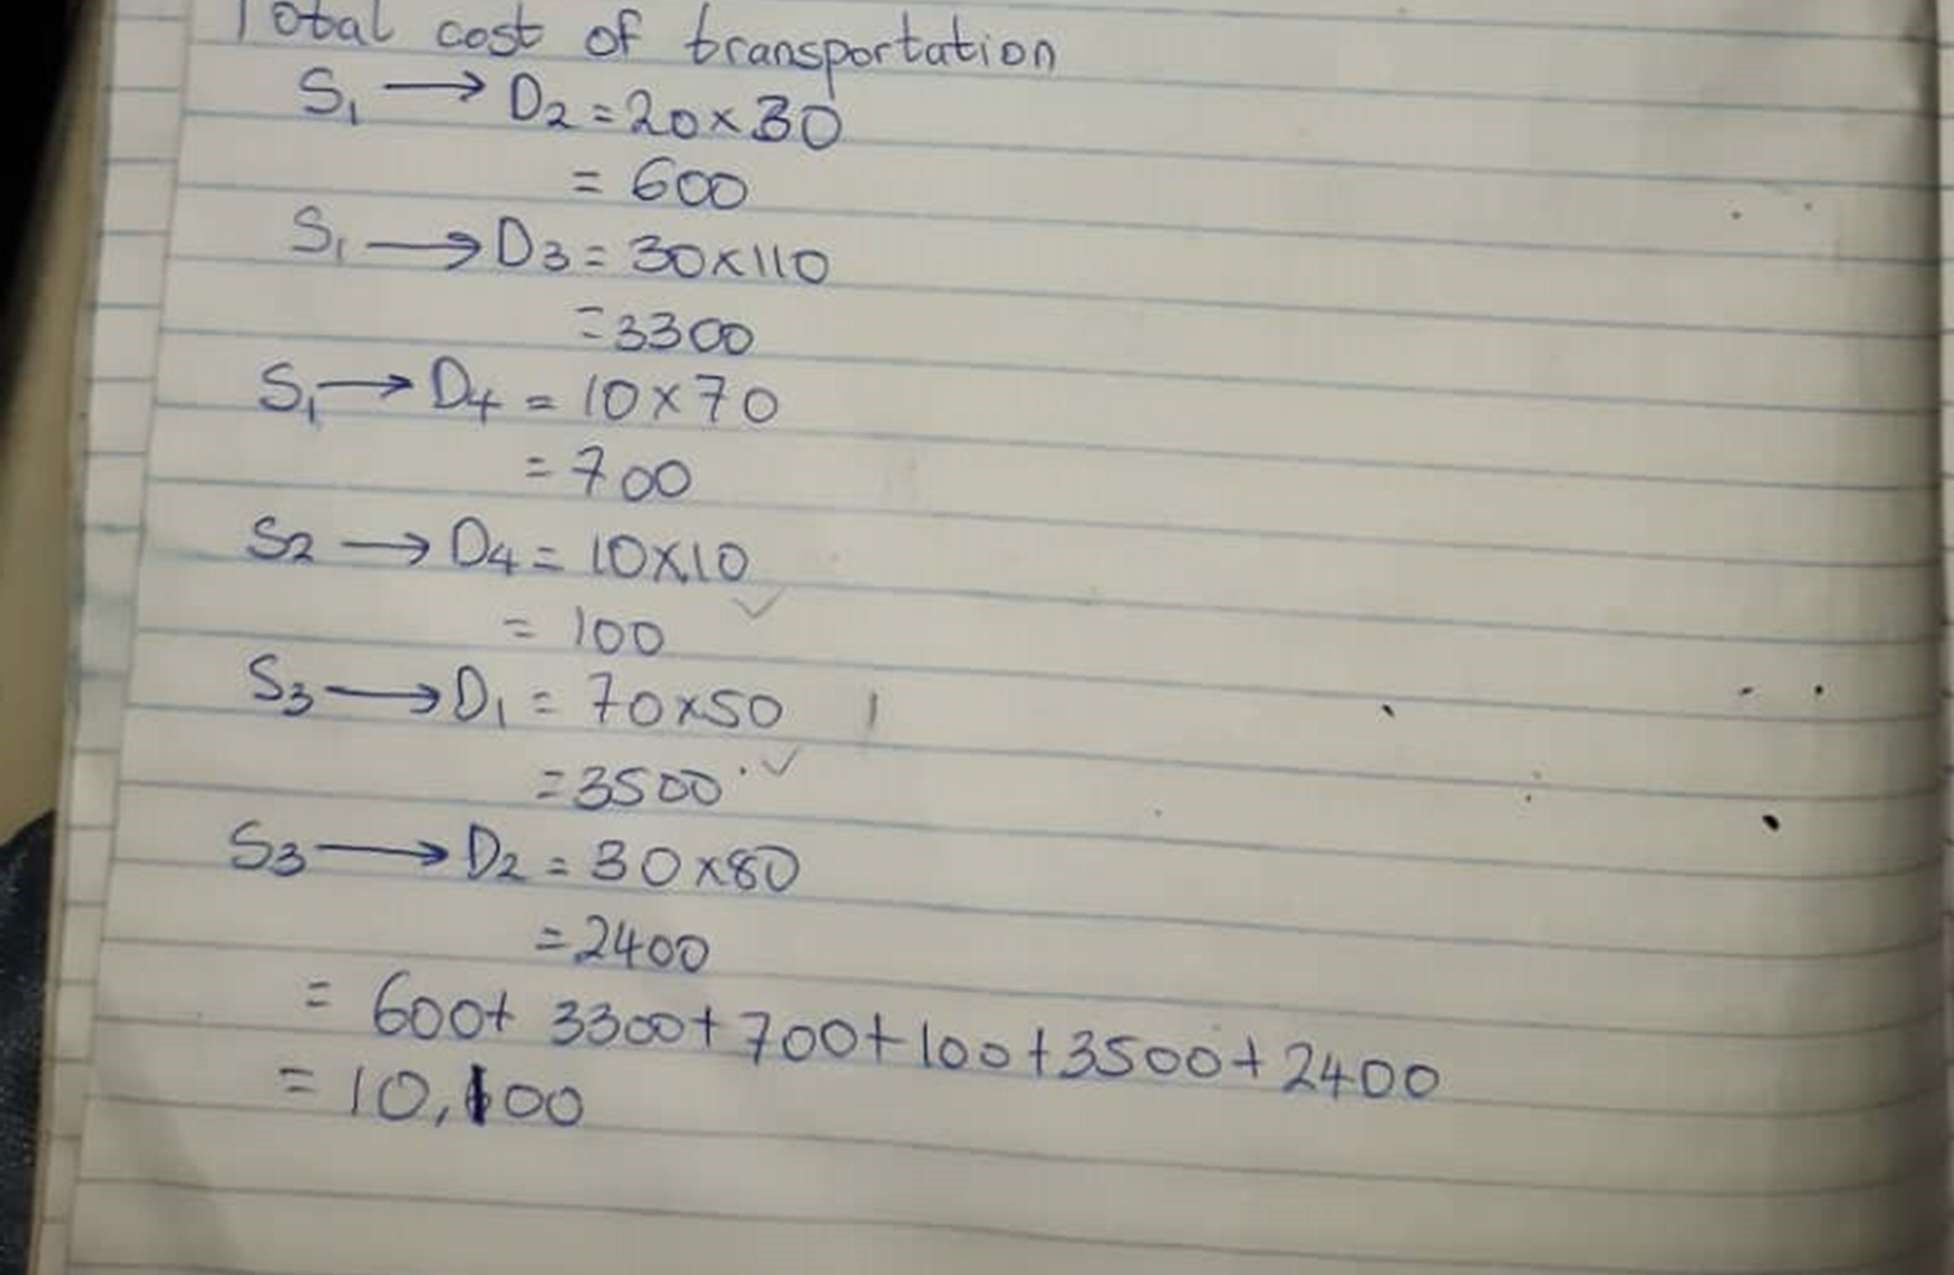 Total cost of transportation
S₁ → D₂ = 20 × 30
= 600
S₁ → D3 = 30 × 110
= 3300
S₁ → D4 = 10 × 70
= 700
S2 → D4 = 10 × 10
= 100
S3 → D₁ = 70 × 50
= 3500
S3 → D2 = 30 × 80
= 2400
= 600 + 3300 + 700 + 100 + 3500 + 2400
= 10,100